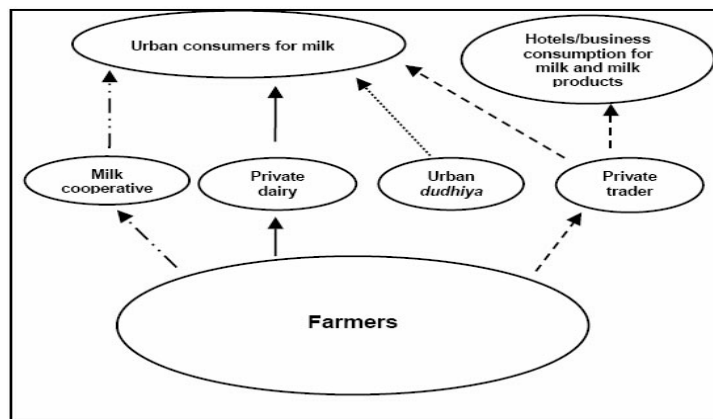 Urban consumers for milk
Hotels/business
consumption for
milk and milk
products
Milk
cooperative
Private
dairy
Urban
dudhiya
Private
trader
Farmers